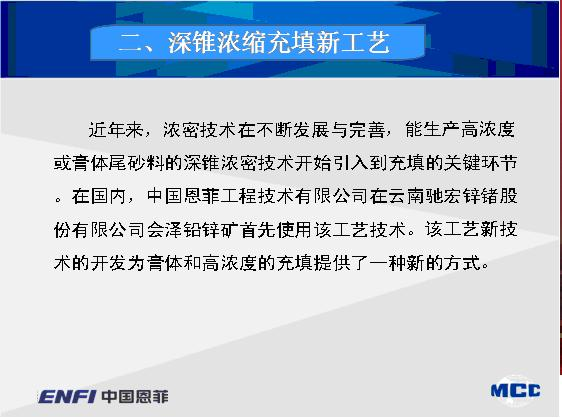 二、深锥浓缩充填新工艺
近年来，浓密技术在不断发展与完善，能生产高浓度
或膏体尾砂料的深锥浓密技术开始引入到充填的关键环节
。在国内，中国恩菲工程技术有限公司在云南驰宏锌锗股
份有限公司会泽铅锌矿首先使用该工艺技术。该工艺新技
术的开发为膏体和高浓度的充填提供了一种新的方式。
ENFI 中国恩菲
MCC